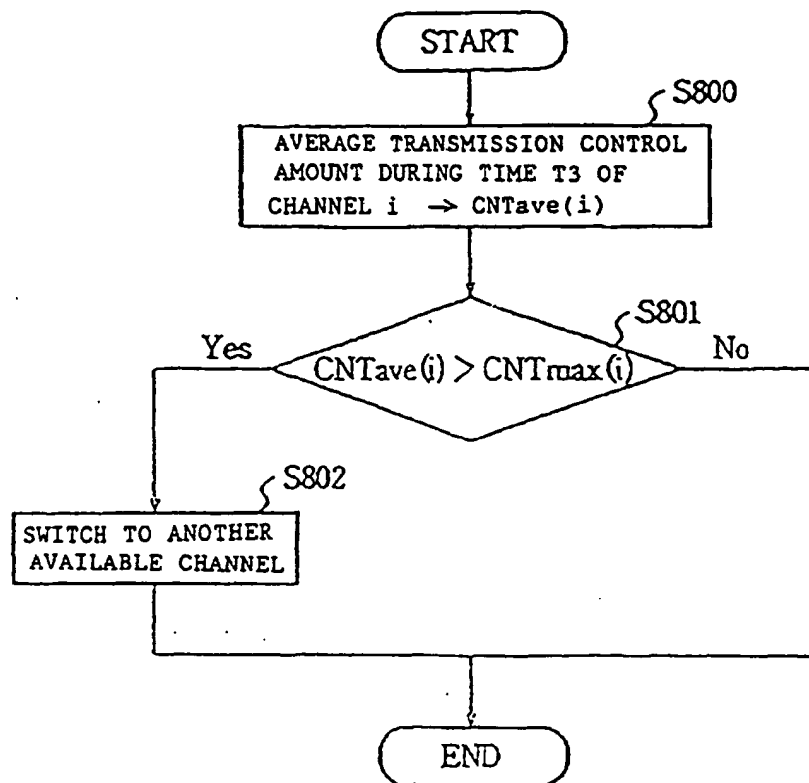 START
S800
AVERAGE TRANSMISSION CONTROL
AMOUNT DURING TIME T3 OF
CHANNEL i → CNTave(i)
S801
Yes
CNTave(i) > CNTmax(i)
No
S802
SWITCH TO ANOTHER
AVAILABLE CHANNEL
END